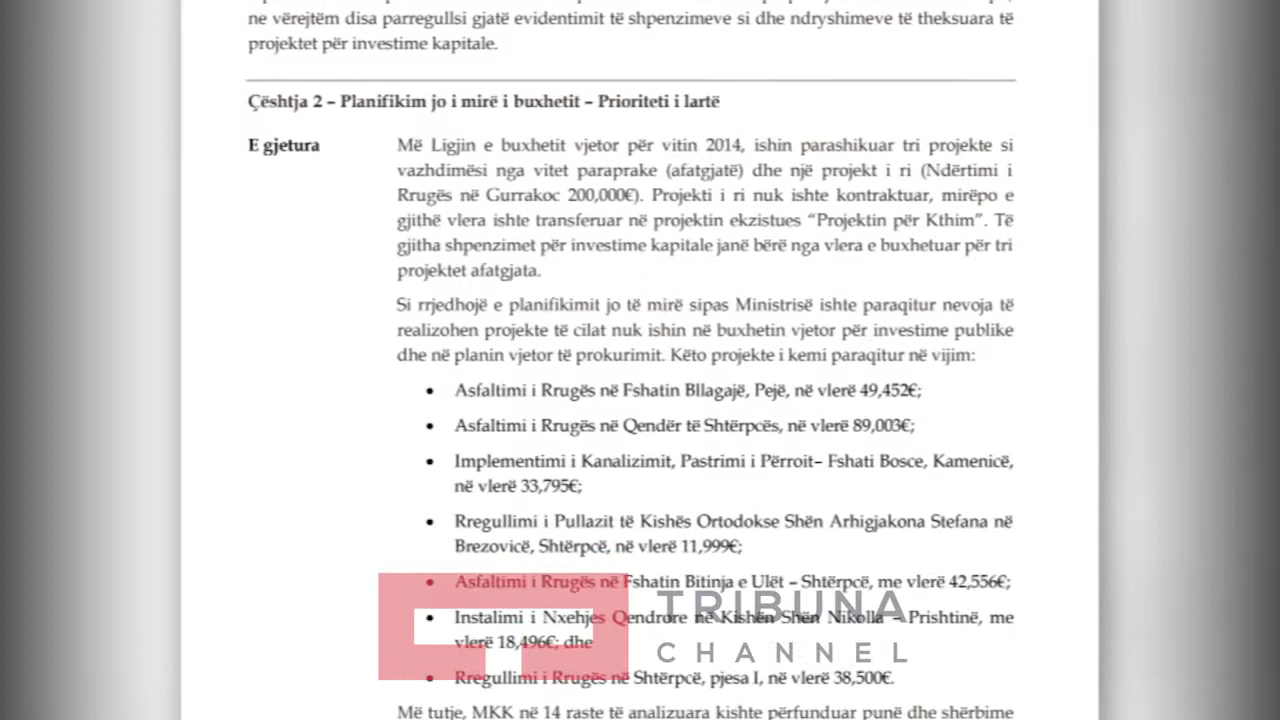 ne vërejtëm disa parregullsi gjatë evidentimit të shpenzimeve si dhe ndryshimeve të theksuara të
projektet për investime kapitale.
Çështja 2 – Planifikim jo i mirë i buxhetit – Prioriteti i lartë
E gjetura
Më Ligjin e buxhetit vjetor për vitin 2014, ishin parashikuar tri projekte si
vazhdimësi nga vitet paraprake (afatgjatë) dhe një projekt i ri (Ndërtimi i
Rrugës në Gurrakoc 200,000€). Projekti i ri nuk ishte kontraktuar, mirëpo e
gjithë vlera ishte transferuar në projektin ekzistues “Projektin për Kthim”. Të
gjitha shpenzimet për investime kapitale janë bërë nga vlera e buxhetuar për tri
projektet afatgjata.
Si rrjedhojë e planifikimit jo të mirë sipas Ministrisë ishte paraqitur nevoja të
realizohen projekte të cilat nuk ishin në buxhetin vjetor për investime publike
dhe në planin vjetor të prokurimit. Këto projekte i kemi paraqitur në vijim:
• Asfaltimi i Rrugës në Fshatin Bllagajë, Pejë, në vlerë 49,452€;
• Asfaltimi i Rrugës në Qendër të Shtërpcës, në vlerë 89,003€;
• Implementimi i Kanalizimit, Pastrimi i Përroit– Fshati Bosce, Kamenicë,
në vlerë 33,795€;
• Rregullimi i Pullazit të Kishës Ortodokse Shën Arhigjakona Stefana në
Brezovicë, Shtërpcë, në vlerë 11,999€;
• Asfaltimi i Rrugës në Fshatin Bitinja e Ulët – Shtërpcë, me vlerë 42,556€;
• Instalimi i Nxehjes Qendrore në Kishën Shën Nikolla – Prishtinë, me
vlerë 18,496€; dhe
• Rregullimi i Rrugës në Shtërpcë, pjesa I, në vlerë 38,500€.
TRIBUNA
CHANNEL
Më tutje, MKK në 14 raste të analizuara kishte përfunduar punë dhe shërbime